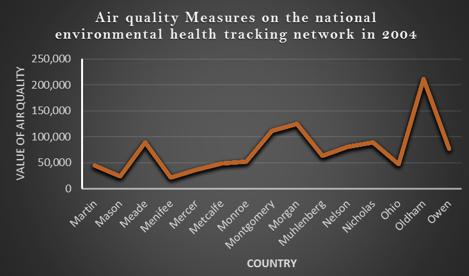 Air quality Measures on the national
environmental health tracking network in 2004
250,000
200,000
150,000
100,000
50,000
0
VALUE OF AIR QUALITY
Martin
Mason
Meade
Menifee
Mercer
Metcalfe
Monroe
Montgomery
Morgan
Muhlenberg
Nelson
Nicholas
Ohio
Oldham
Owen
COUNTRY